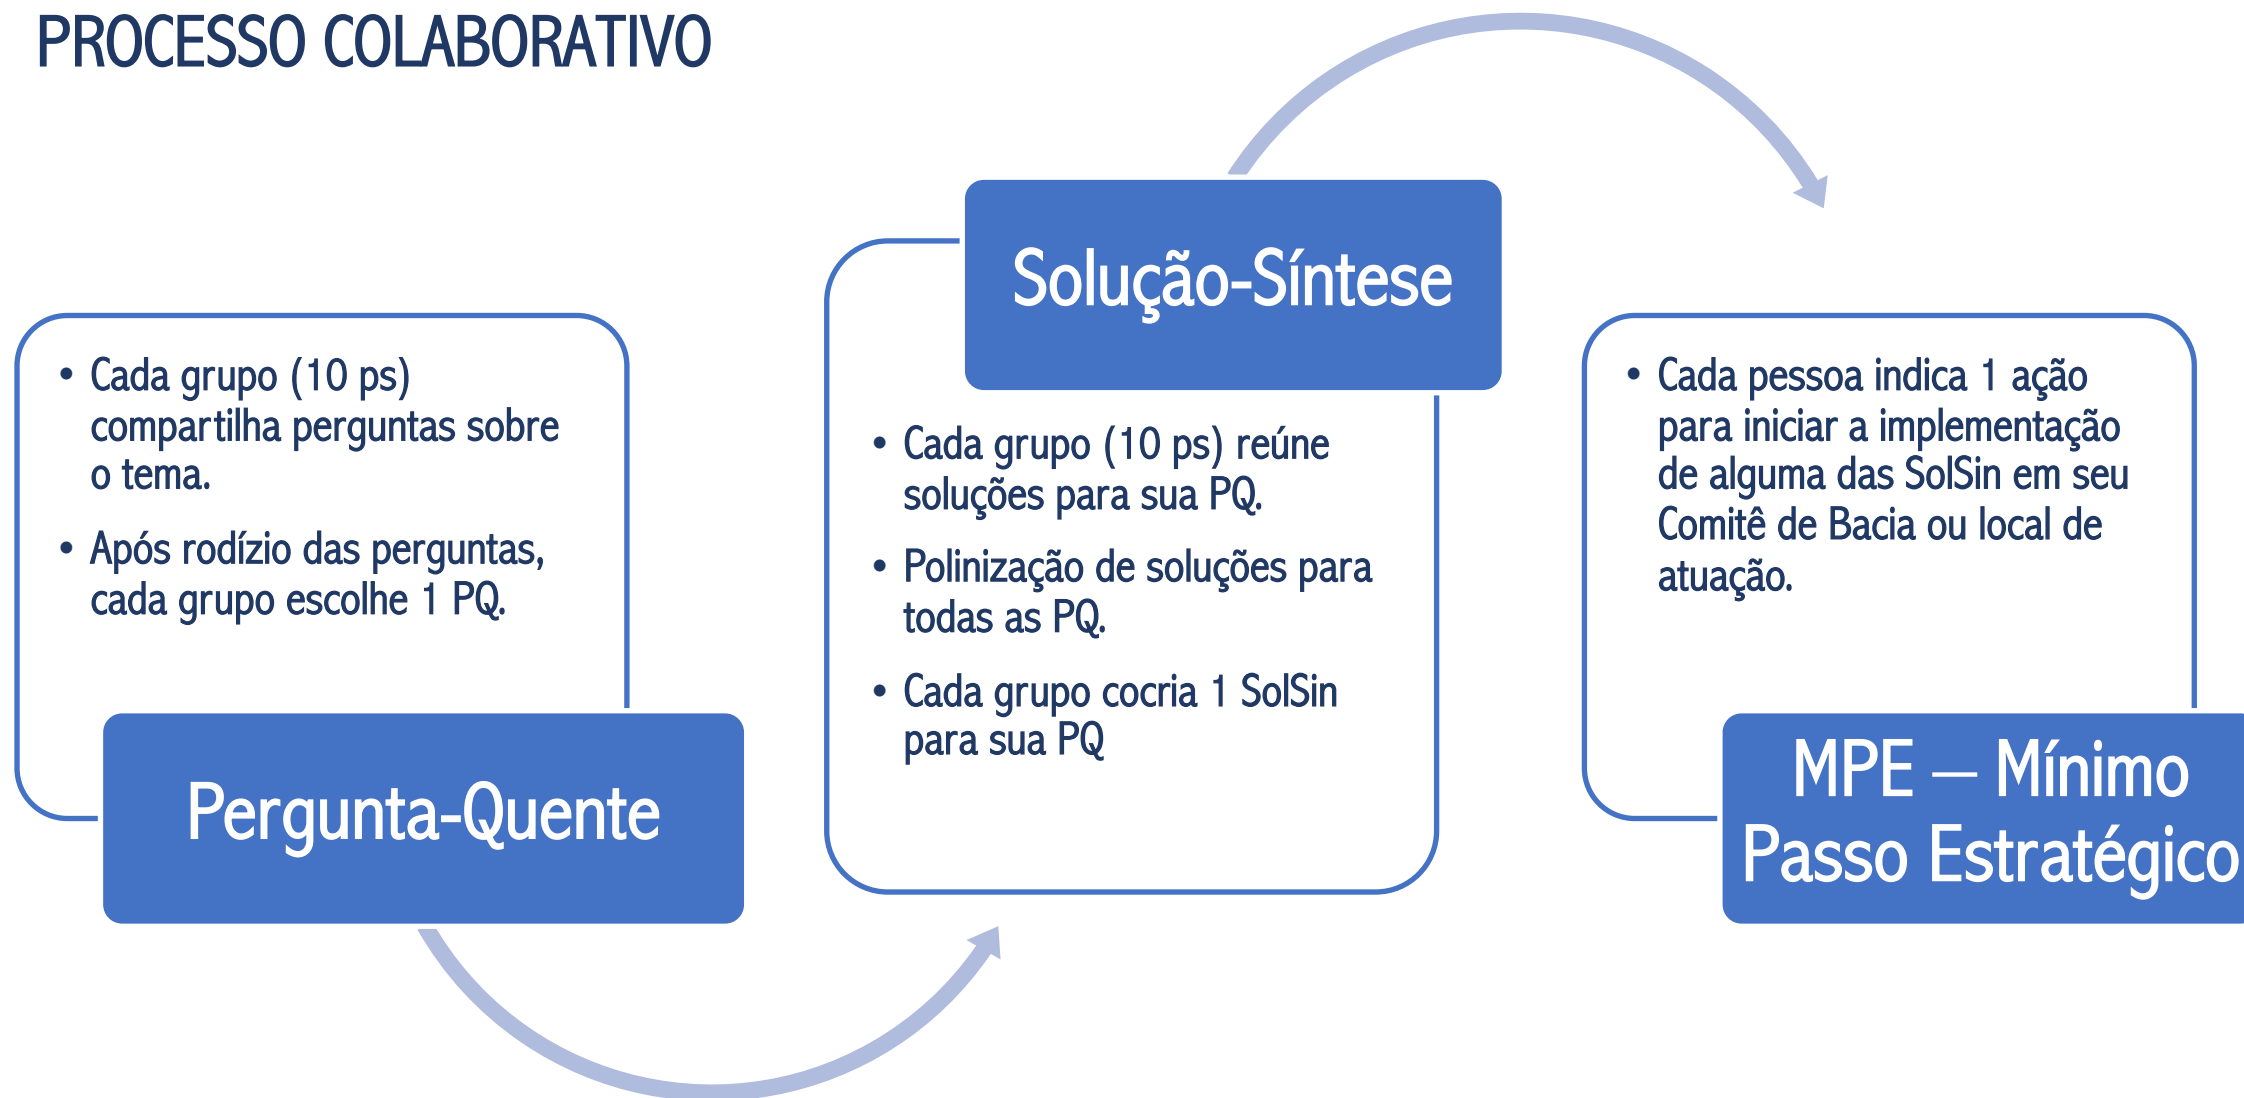 PROCESSO COLABORATIVO
• Cada grupo (10 ps)
compartilha perguntas sobre
o tema.
• Após rodízio das perguntas,
cada grupo escolhe 1 PQ.
Pergunta-Quente
Solução-Síntese
• Cada grupo (10 ps) reúne
soluções para sua PQ.
• Polinização de soluções para
todas as PQ.
• Cada grupo cocria 1 SolSin
para sua PQ
• Cada pessoa indica 1 ação
para iniciar a implementação
de alguma das SolSin em seu
Comitê de Bacia ou local de
atuação.
MPE – Mínimo
Passo Estratégico